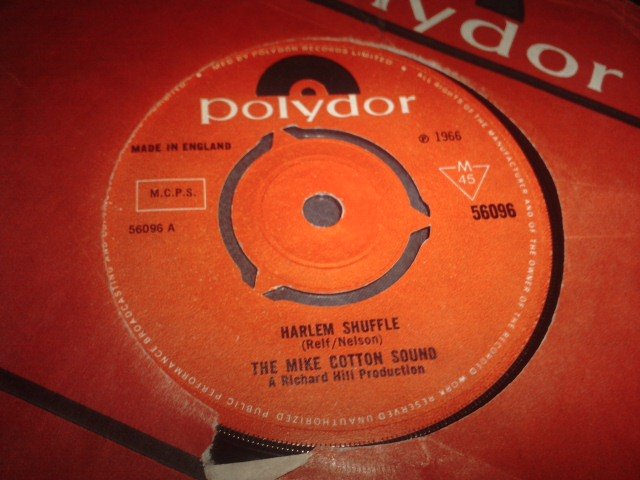 polydor
MFD BY POLYDOR RECORDS LIMITED • ALL RIGHTS OF THE MANUFACTURER AND OF THE OWNER OF THE RECORDED WORK RESERVED UNAUTHORIZED PUBLIC PERFORMANCE BROADCASTING AND
polydor
MADE IN ENGLAND
℗ 1966
M
45
M.C.P.S.
56096
56096 A
HARLEM SHUFFLE
(Relf/Nelson)
THE MIKE COTTON SOUND
A Richard Hill Production